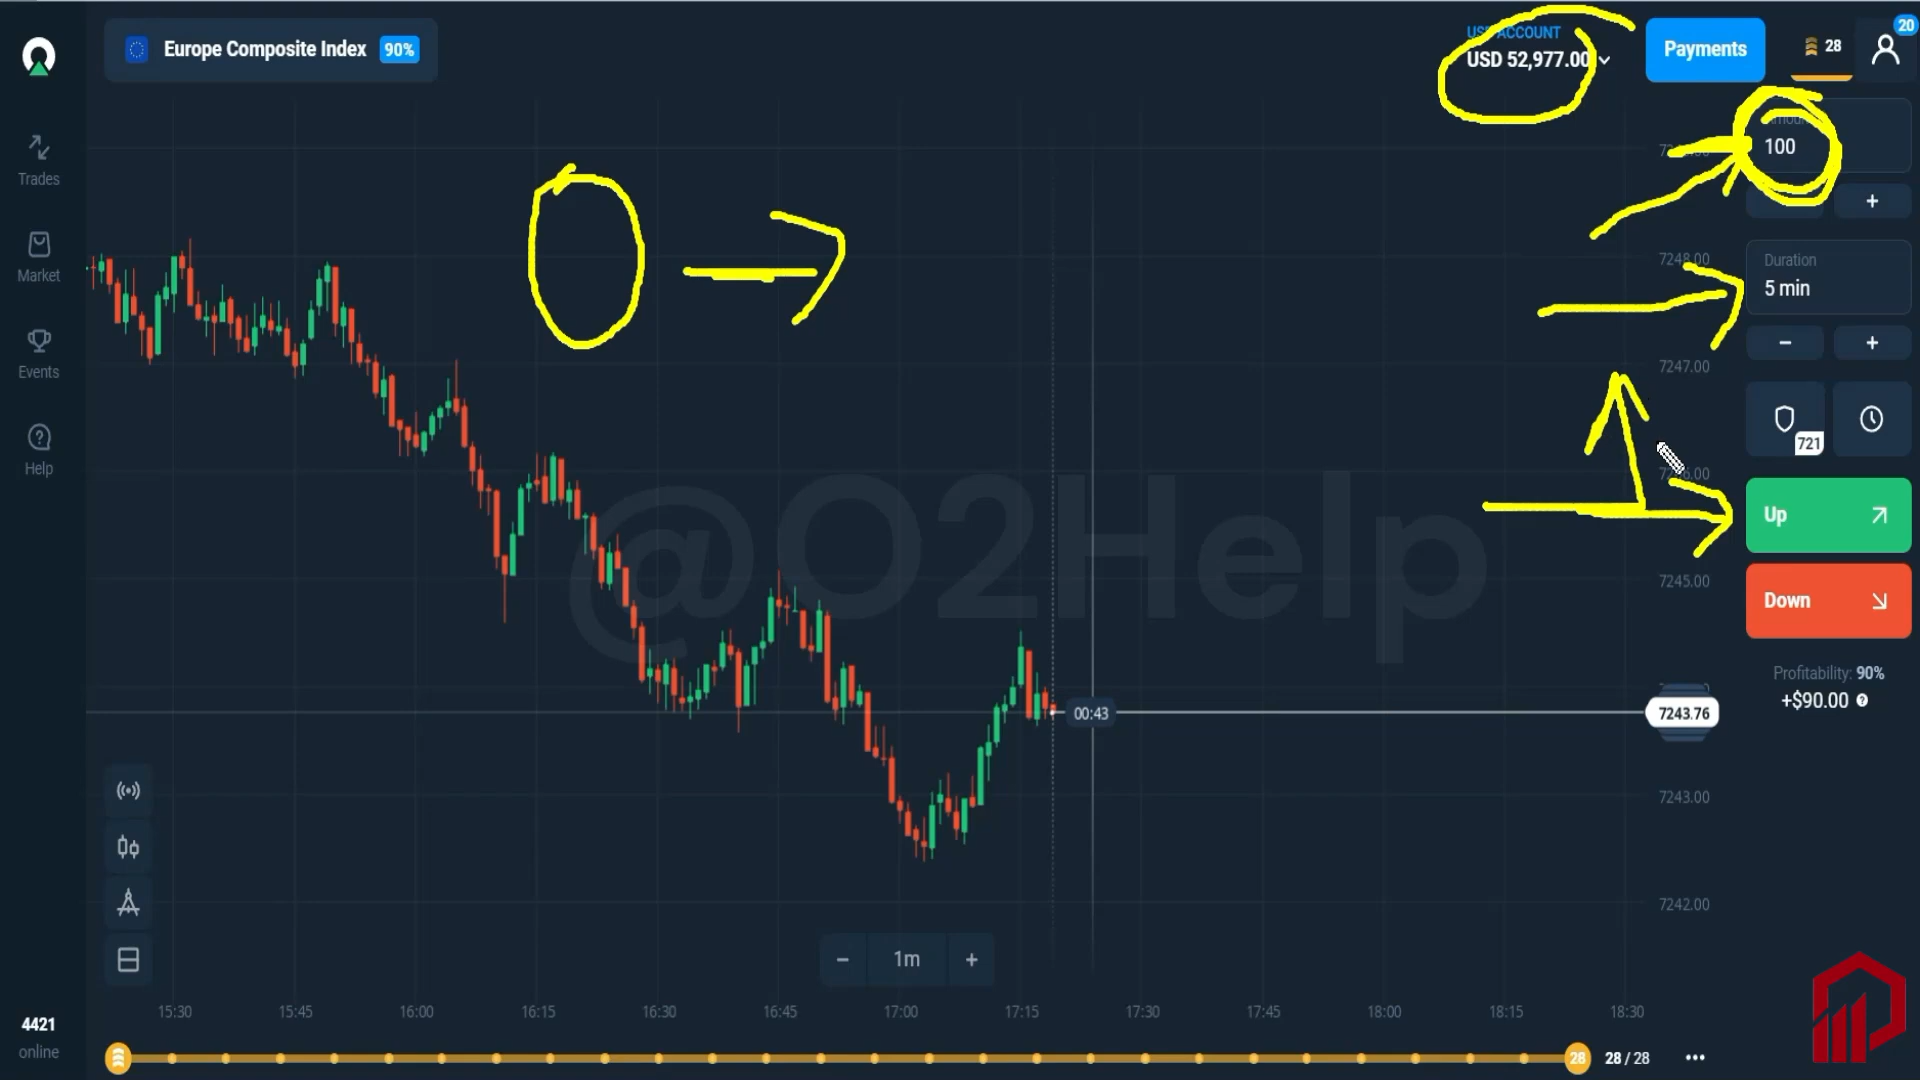 Europe Composite Index 90%
USD 52,977.00
Payments
28
20
100
Trades
Market
Events
Help
Duration
5 min
7248.00
7247.00
7245.00
7243.00
7242.00
721
Up
Down
Profitability: 90%
+$90.00
@O2Help
00:43
7243.76
1m
15:30 15:45 16:00 16:15 16:30 16:45 17:00 17:15 17:30 17:45 18:00 18:15 18:30
4421
online
28
28 / 28